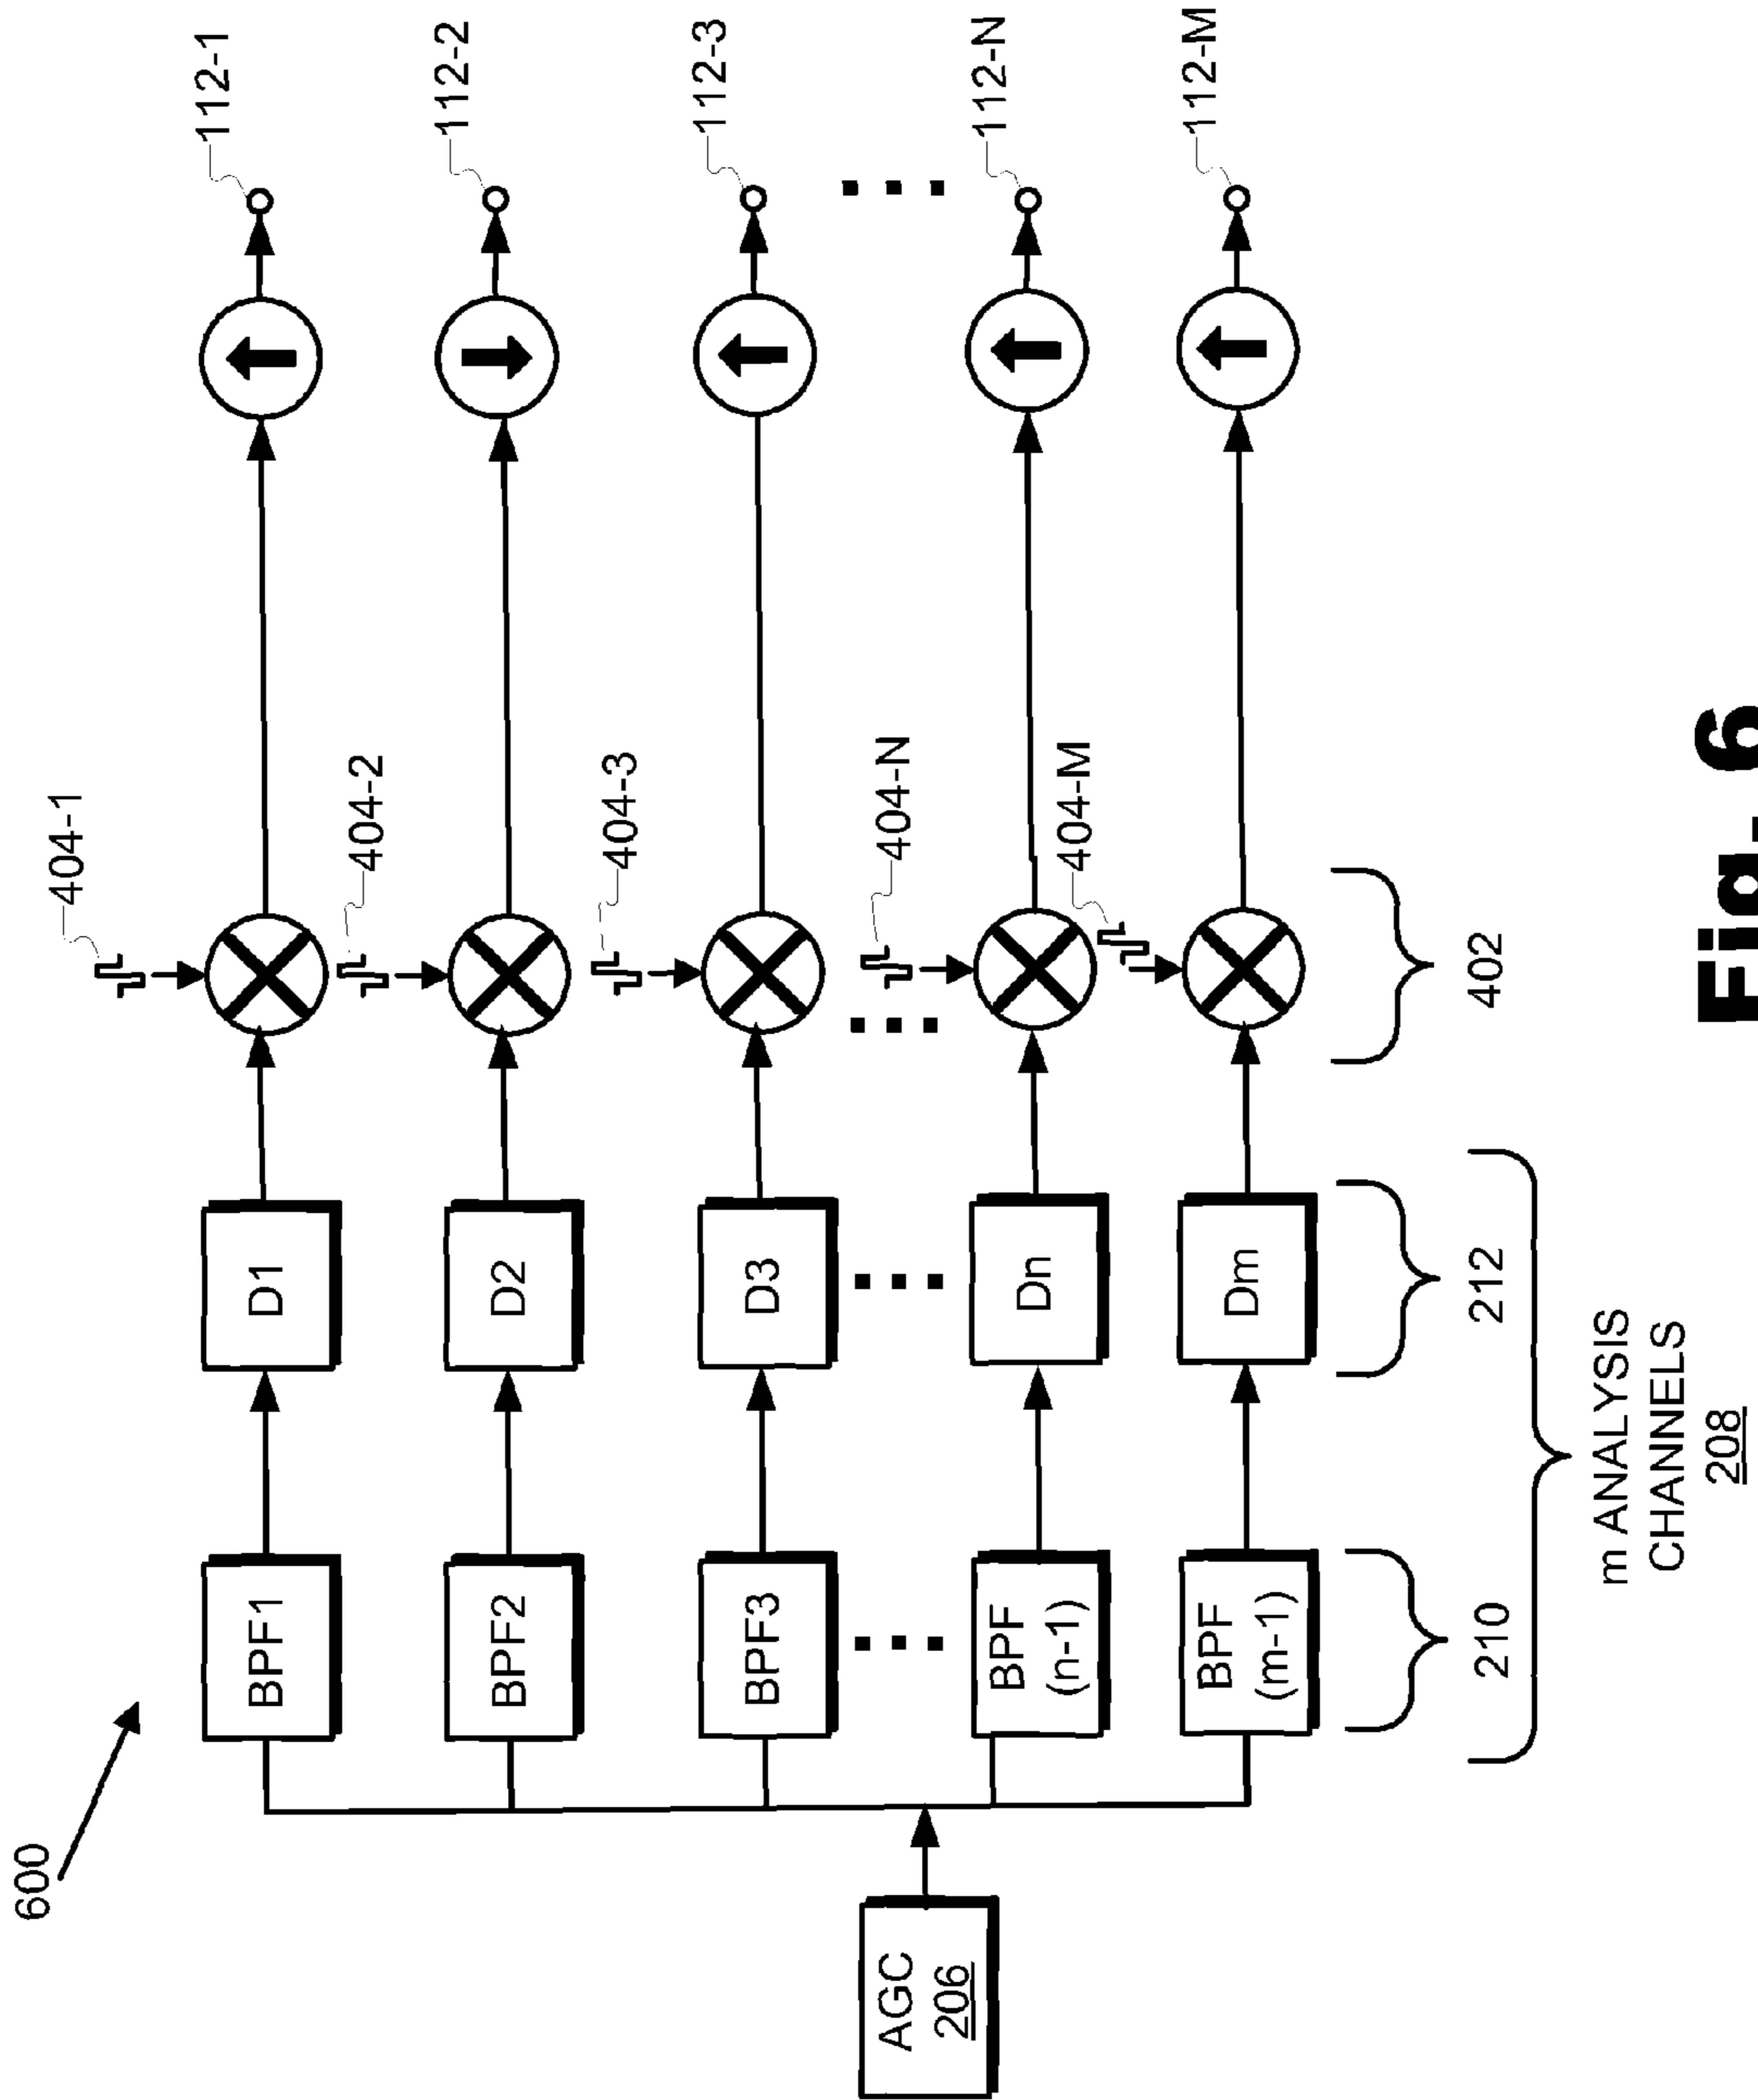 600
AGC
206
BPF1
D1
404-1
112-1
BPF2
D2
404-2
112-2
BPF3
D3
404-3
112-3
BPF
(n-1)
Dn
404-N
112-N
BPF
(m-1)
Dm
404-M
112-M
210
212
402
m ANALYSIS
CHANNELS
208
Fig. 6